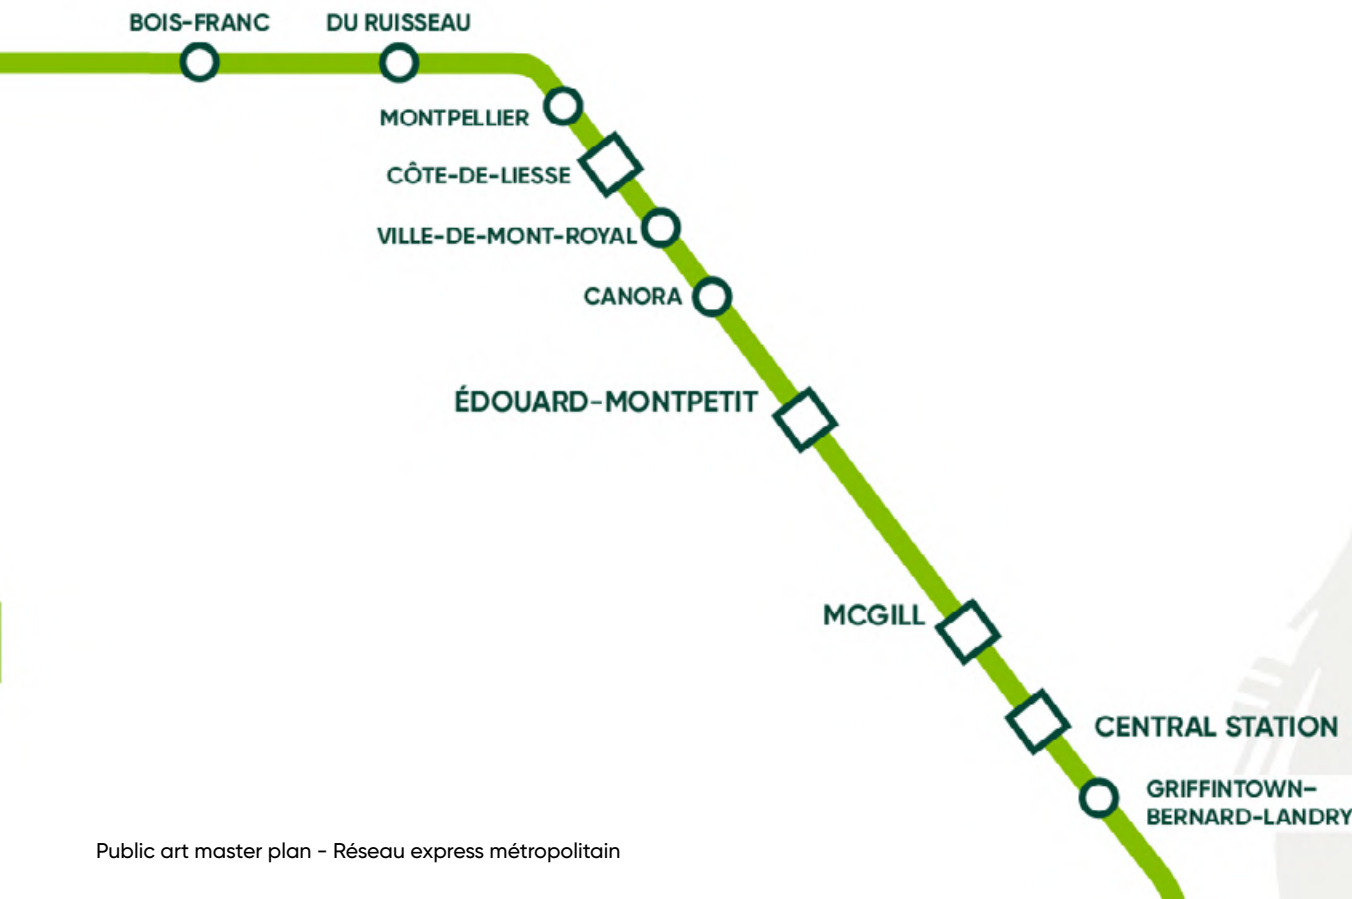 BOIS-FRANC
DU RUISSEAU
MONTPELLIER
CÔTE-DE-LIESSE
VILLE-DE-MONT-ROYAL
CANORA
ÉDOUARD-MONTPETIT
MCGILL
CENTRAL STATION
GRIFFINTOWN-
BERNARD-LANDRY
Public art master plan - Réseau express métropolitain